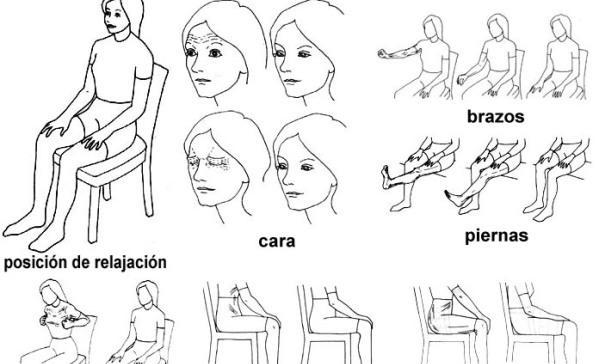 brazos
piernas
cara
posición de relajación